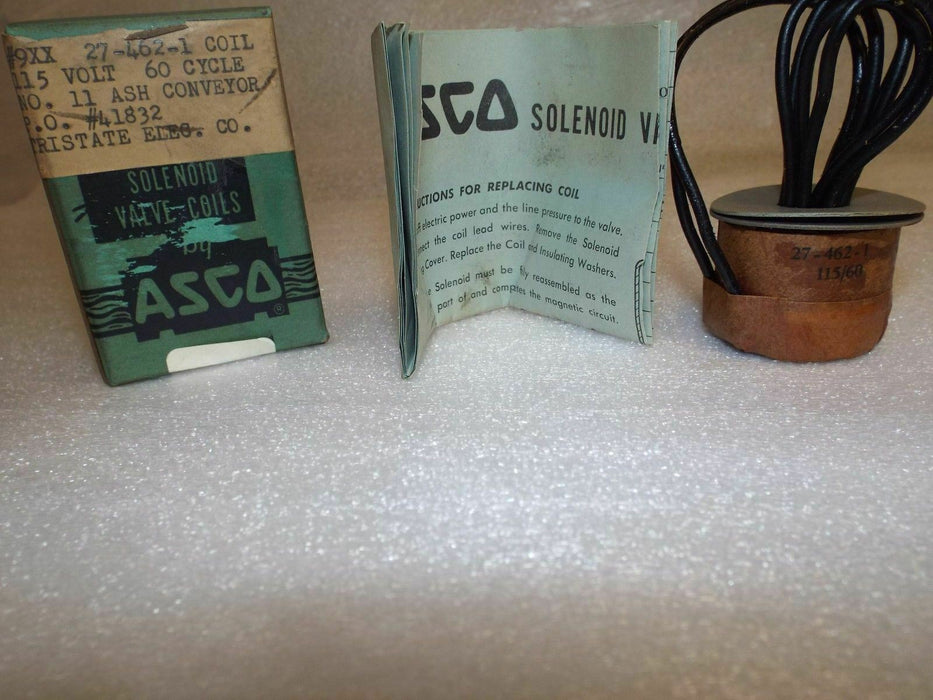 #9XX 27-462-1 COIL
115 VOLT 60 CYCLE
NO. 11 ASH CONVEYOR
P.O. #41832
TRISTATE ELEC. CO.
SOLENOID
VALVE COILS
by
ASCO
®
ASCO SOLENOID
UCTIONS FOR REPLACING COIL
electric power and the line pressure to the valve.
nect the coil lead wires. Remove the Solenoid
g Cover. Replace the Coil and Insulating Washers.
e Solenoid must be lly reassembled as the
part of and completes the magnetic circuit.
27-462-1
115/60